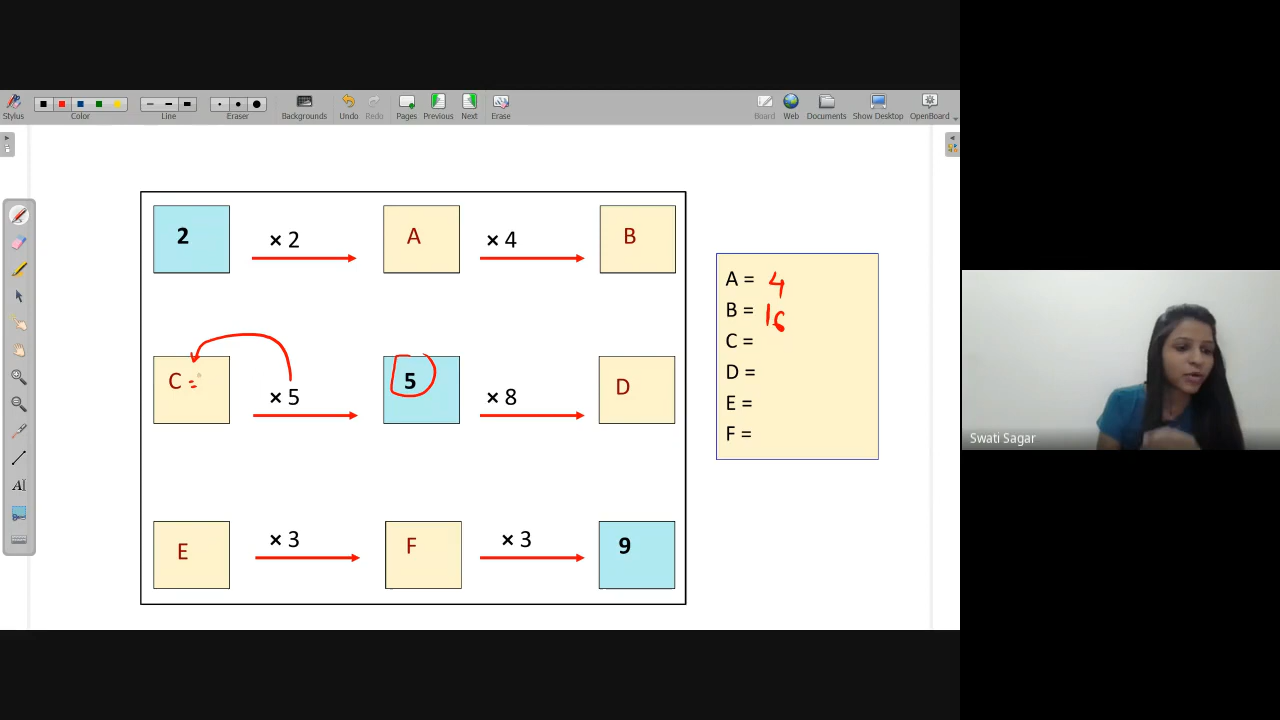 Stylus Color Line Eraser Backgrounds Undo Redo Pages Previous Next Erase Board Web Documents Show Desktop OpenBoard
2 × 2 A × 4 B
A = 4
B = 16
C =
D =
E =
F =
C = × 5 5 × 8 D
E × 3 F × 3 9
Swati Sagar